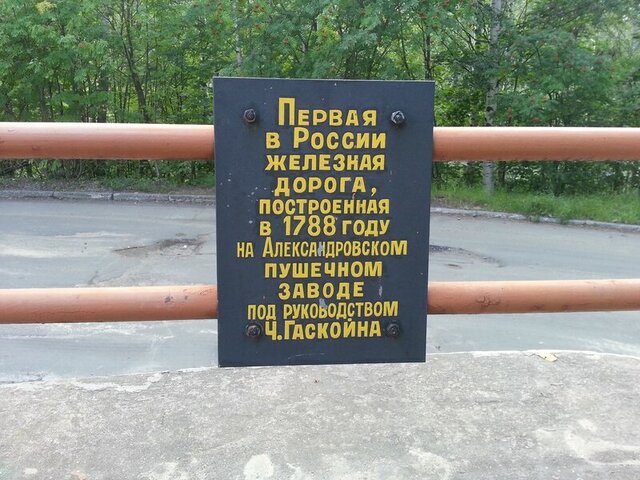 Первая
в России
железная
дорога,
построенная
в 1788 году
на Александровском
пушечном
заводе
под руководством
Ч.Гаскойна